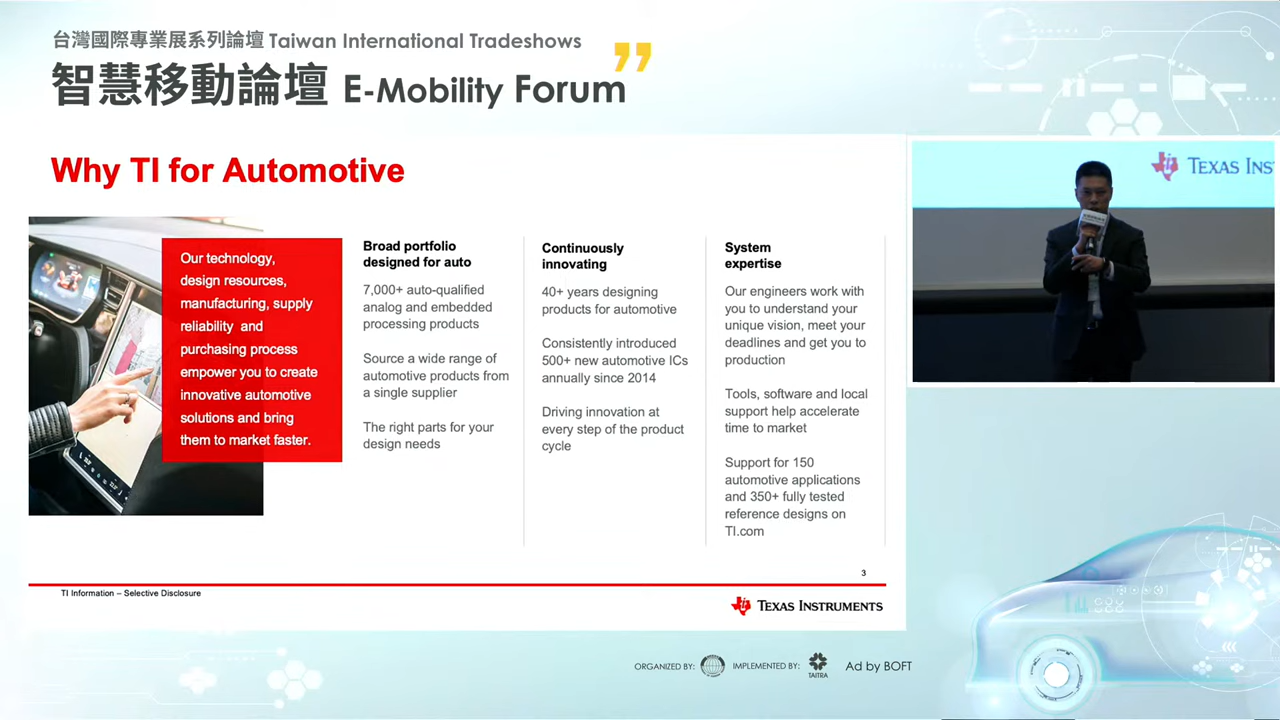 台灣國際專業展系列論壇 Taiwan International Tradeshows
智慧移動論壇 E-Mobility Forum
Why TI for Automotive
Our technology,
design resources,
manufacturing, supply
reliability and
purchasing process
empower you to create
innovative automotive
solutions and bring
them to market faster.
Broad portfolio
designed for auto
7,000+ auto-qualified
analog and embedded
processing products
Source a wide range of
automotive products from
a single supplier
The right parts for your
design needs
Continuously
innovating
40+ years designing
products for automotive
Consistently introduced
500+ new automotive ICs
annually since 2014
Driving innovation at
every step of the product
cycle
System
expertise
Our engineers work with
you to understand your
unique vision, meet your
deadlines and get you to
production
Tools, software and local
support help accelerate
time to market
Support for 150
automotive applications
and 350+ fully tested
reference designs on
TI.com
3
TI Information – Selective Disclosure
TEXAS INSTRUMENTS
TEXAS INS
ORGANIZED BY: IMPLEMENTED BY: TAITRA Ad by BOFT